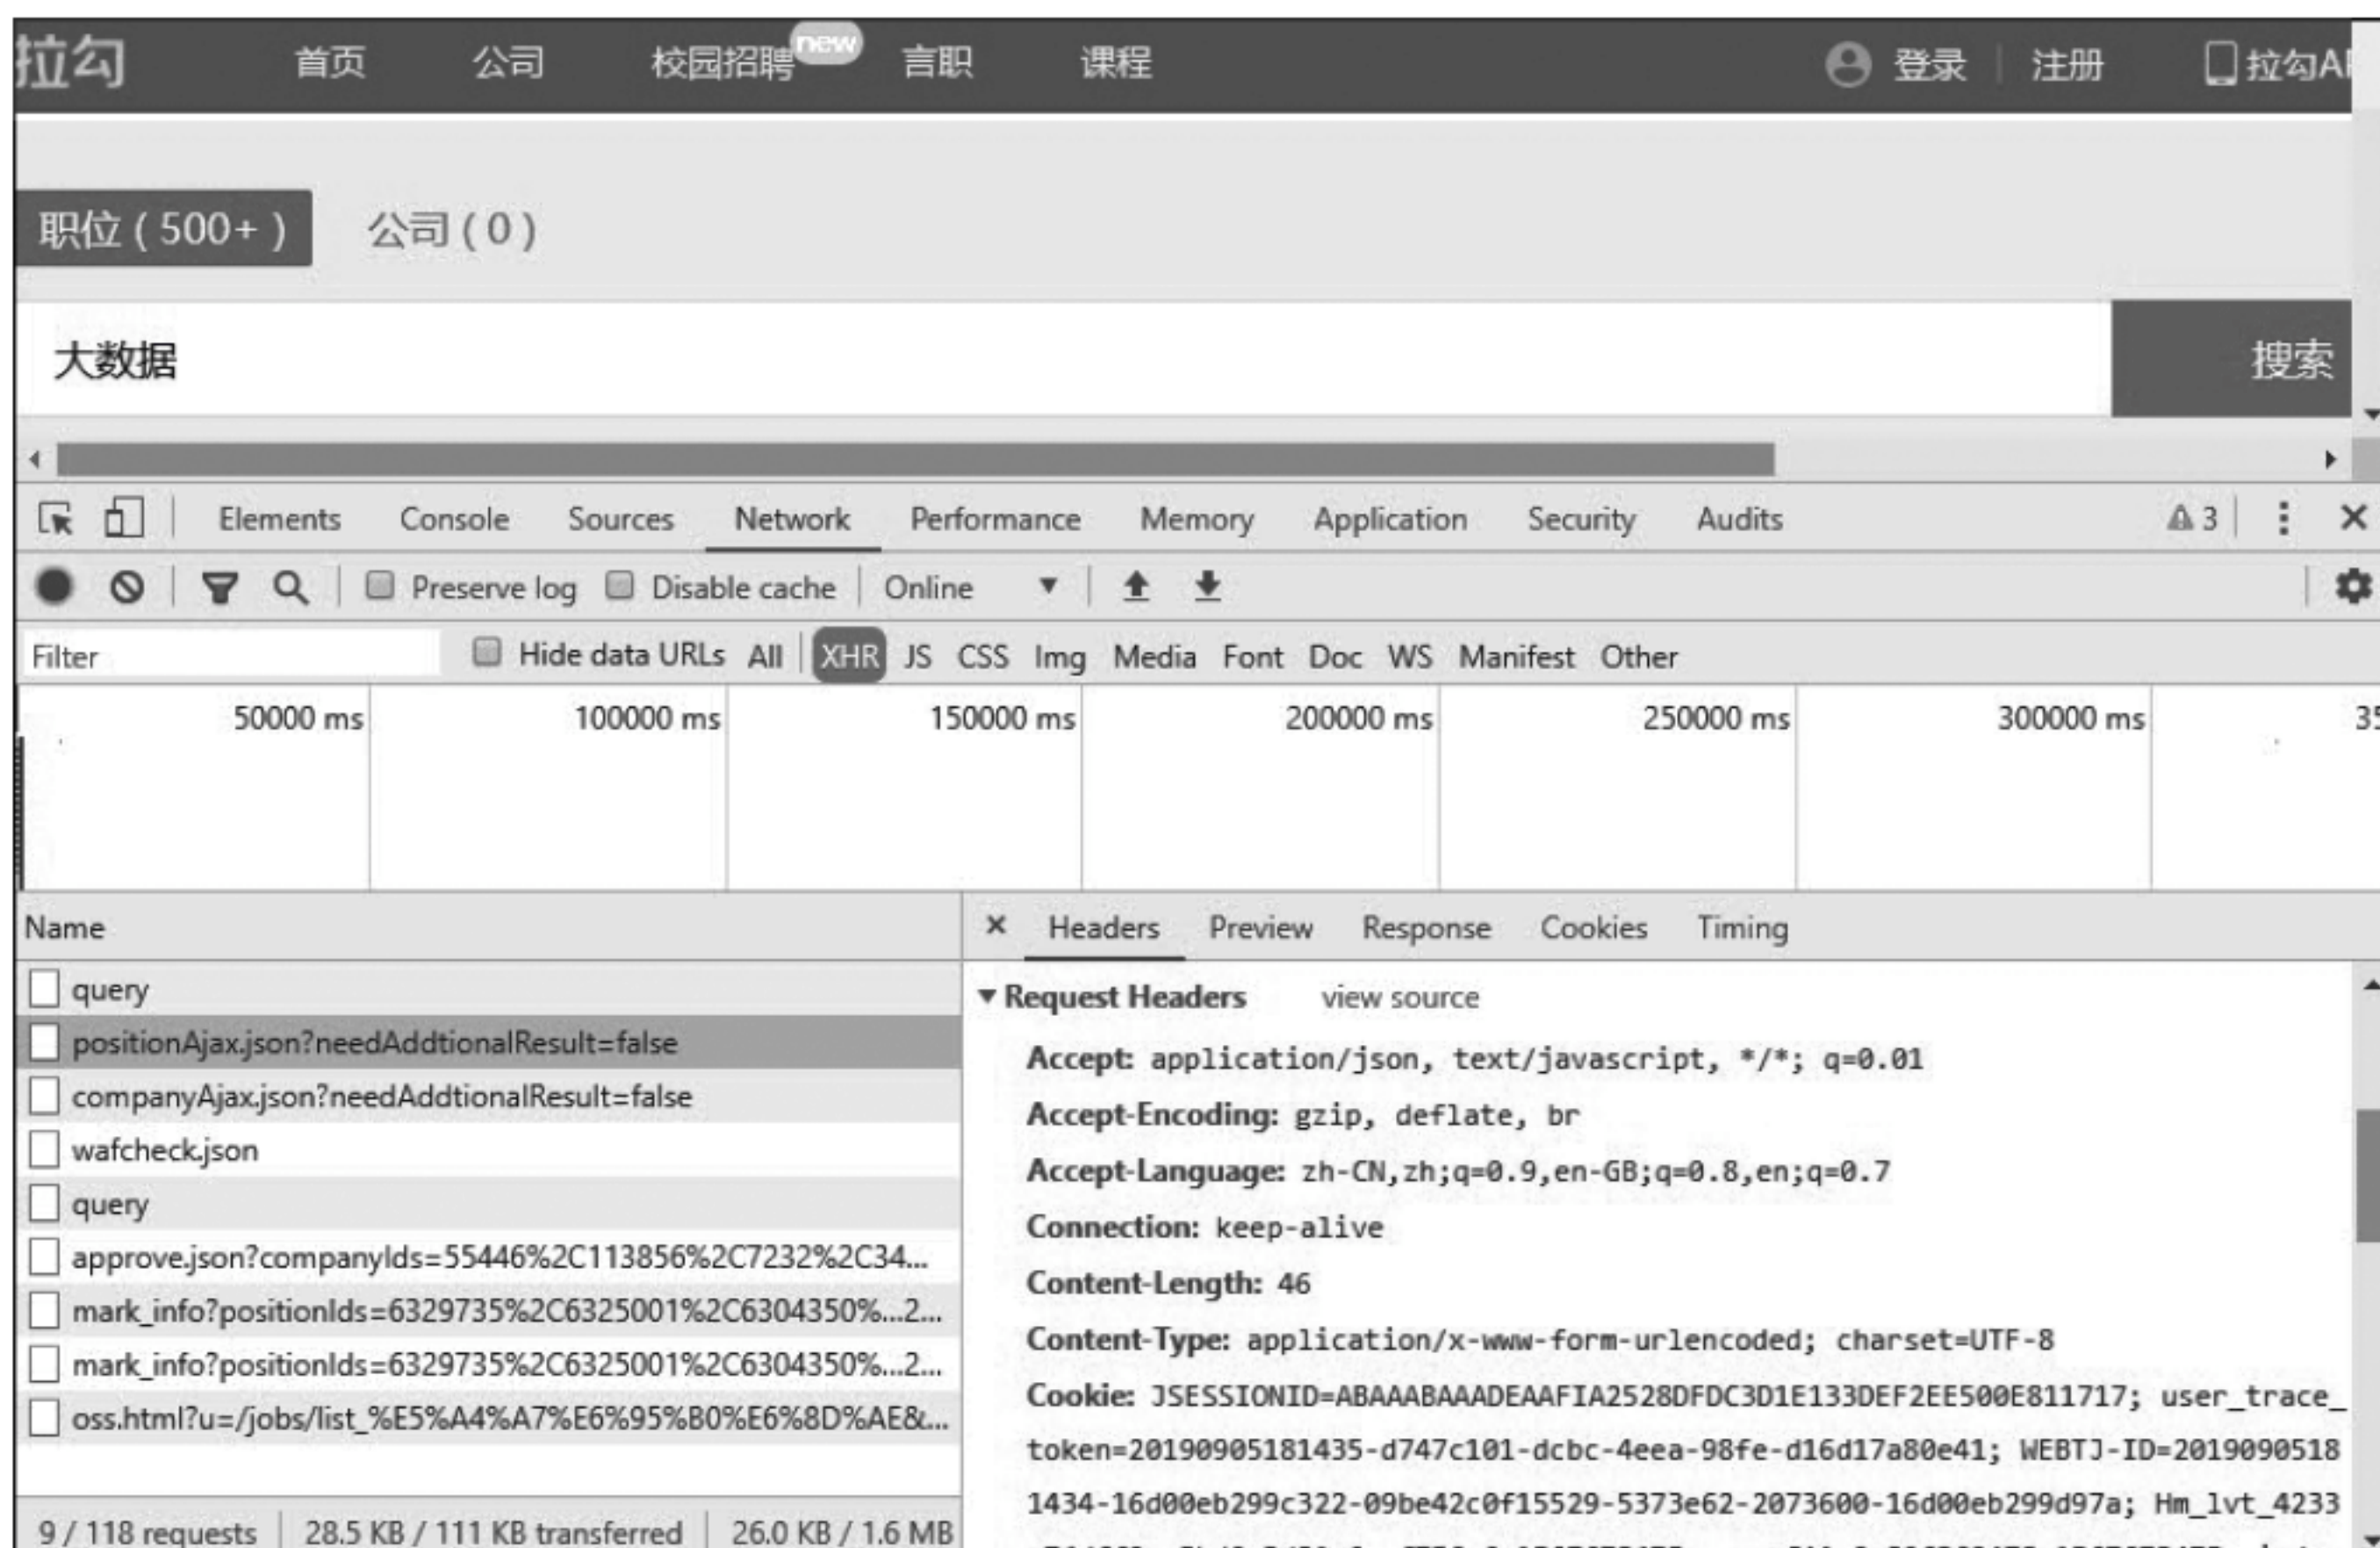 拉勾 首页 公司 校园招聘 new 言职 课程 登录 注册 拉勾AP
职位 ( 500+ ) 公司 ( 0 )
大数据 搜索
Elements Console Sources Network Performance Memory Application Security Audits 3
Preserve log Disable cache Online
Filter Hide data URLs All XHR JS CSS Img Media Font Doc WS Manifest Other
50000 ms 100000 ms 150000 ms 200000 ms 250000 ms 300000 ms 35
Name
query
positionAjax.json?needAddtionalResult=false
companyAjax.json?needAddtionalResult=false
wafcheck.json
query
approve.json?companyIds=55446%2C113856%2C7232%2C34...
mark_info?positionIds=6329735%2C6325001%2C6304350%...2...
mark_info?positionIds=6329735%2C6325001%2C6304350%...2...
oss.html?u=/jobs/list_%E5%A4%A7%E6%95%B0%E6%8D%AE&...
9 / 118 requests 28.5 KB / 111 KB transferred 26.0 KB / 1.6 MB
Headers Preview Response Cookies Timing
Request Headers view source
Accept: application/json, text/javascript, */*; q=0.01
Accept-Encoding: gzip, deflate, br
Accept-Language: zh-CN,zh;q=0.9,en-GB;q=0.8,en;q=0.7
Connection: keep-alive
Content-Length: 46
Content-Type: application/x-www-form-urlencoded; charset=UTF-8
Cookie: JSESSIONID=ABAAABAAADEAAFIA2528DFDC3D1E133DEF2EE500E811717; user_trace_
token=20190905181435-d747c101-dcbc-4eea-98fe-d16d17a80e41; WEBTJ-ID=2019090518
1434-16d00eb299c322-09be42c0f15529-5373e62-2073600-16d00eb299d97a; Hm_lvt_4233